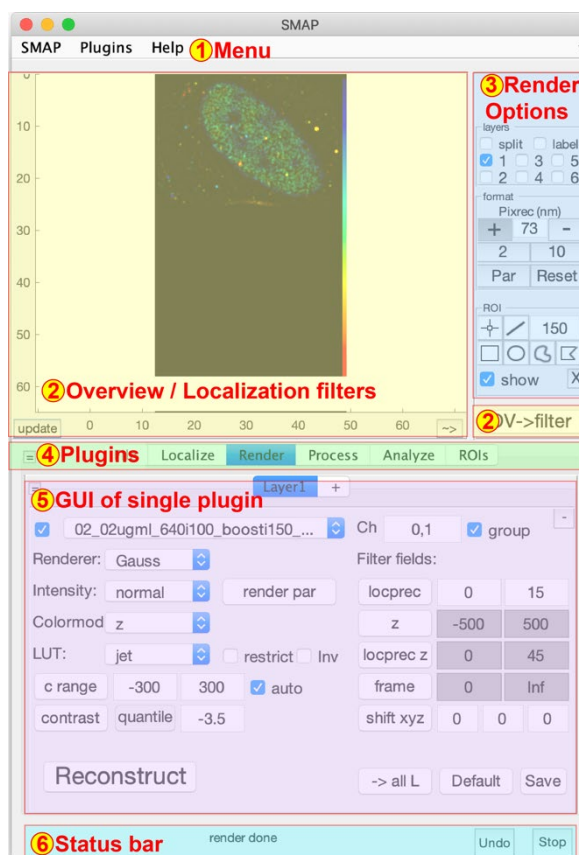 SMAP
SMAP Plugins Help
1 Menu
0
10
20
30
40
50
60
2 Overview / Localization filters
update 0 10 20 30 40 50 60 ~>
3 Render
Options
layers
split label
1 3 5
2 4 6
format
Pixrec (nm)
+ 73 -
2 10
Par Reset
ROI
150
show X
2 OV->filter
4 Plugins Localize Render Process Analyze ROIs
5 GUI of single plugin
Layer1 +
02_02ugml_640i100_boosti150_... Ch 0,1 group -
Renderer: Gauss Filter fields:
Intensity: normal render par locprec 0 15
Colormod z z -500 500
LUT: jet restrict Inv locprec z 0 45
c range -300 300 auto frame 0 Inf
contrast quantile -3.5 shift xyz 0 0 0
Reconstruct -> all L Default Save
6 Status bar render done Undo Stop